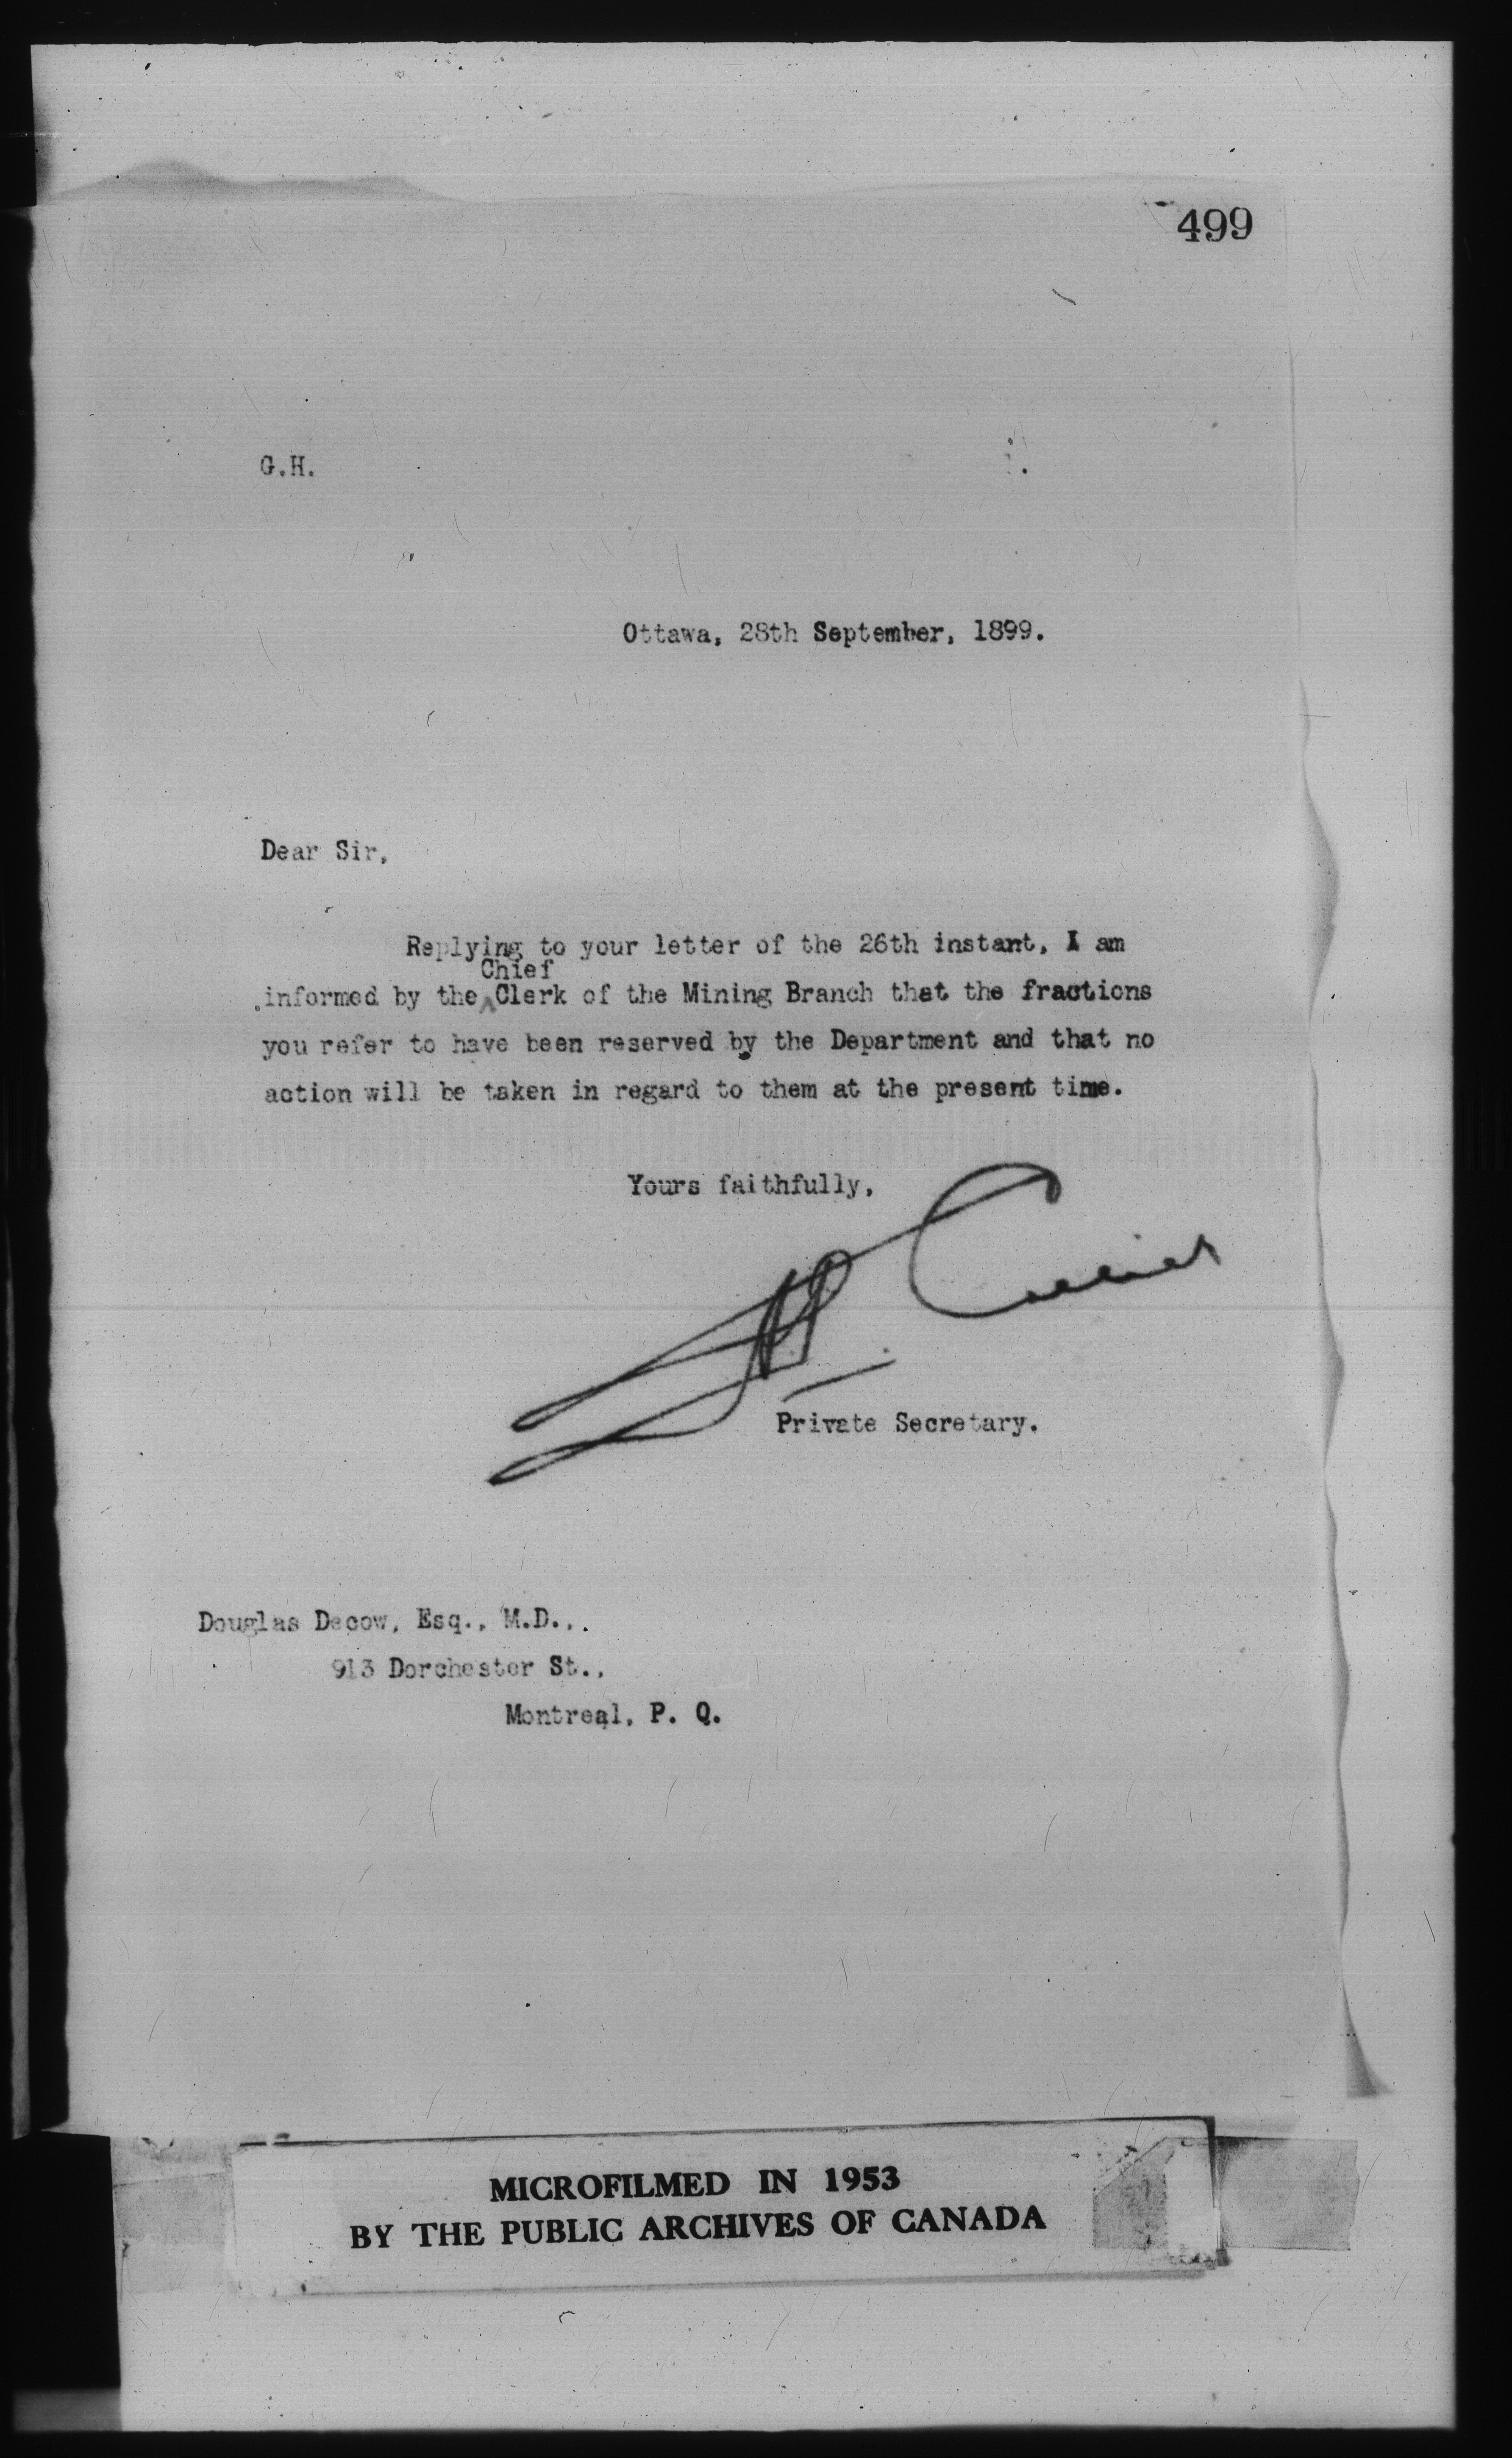 499
G.H.
Ottawa, 28th September, 1899.
Dear Sir,
Replying to your letter of the 26th instant, I am
Chief
informed by the ^ Clerk of the Mining Branch that the fractions
you refer to have been reserved by the Department and that no
action will be taken in regard to them at the present time.
Yours faithfully,
Private Secretary.
Douglas Decow, Esq., M.D.,.
913 Dorchester St.,
Montreal, P. Q.
MICROFILMED IN 1953
BY THE PUBLIC ARCHIVES OF CANADA